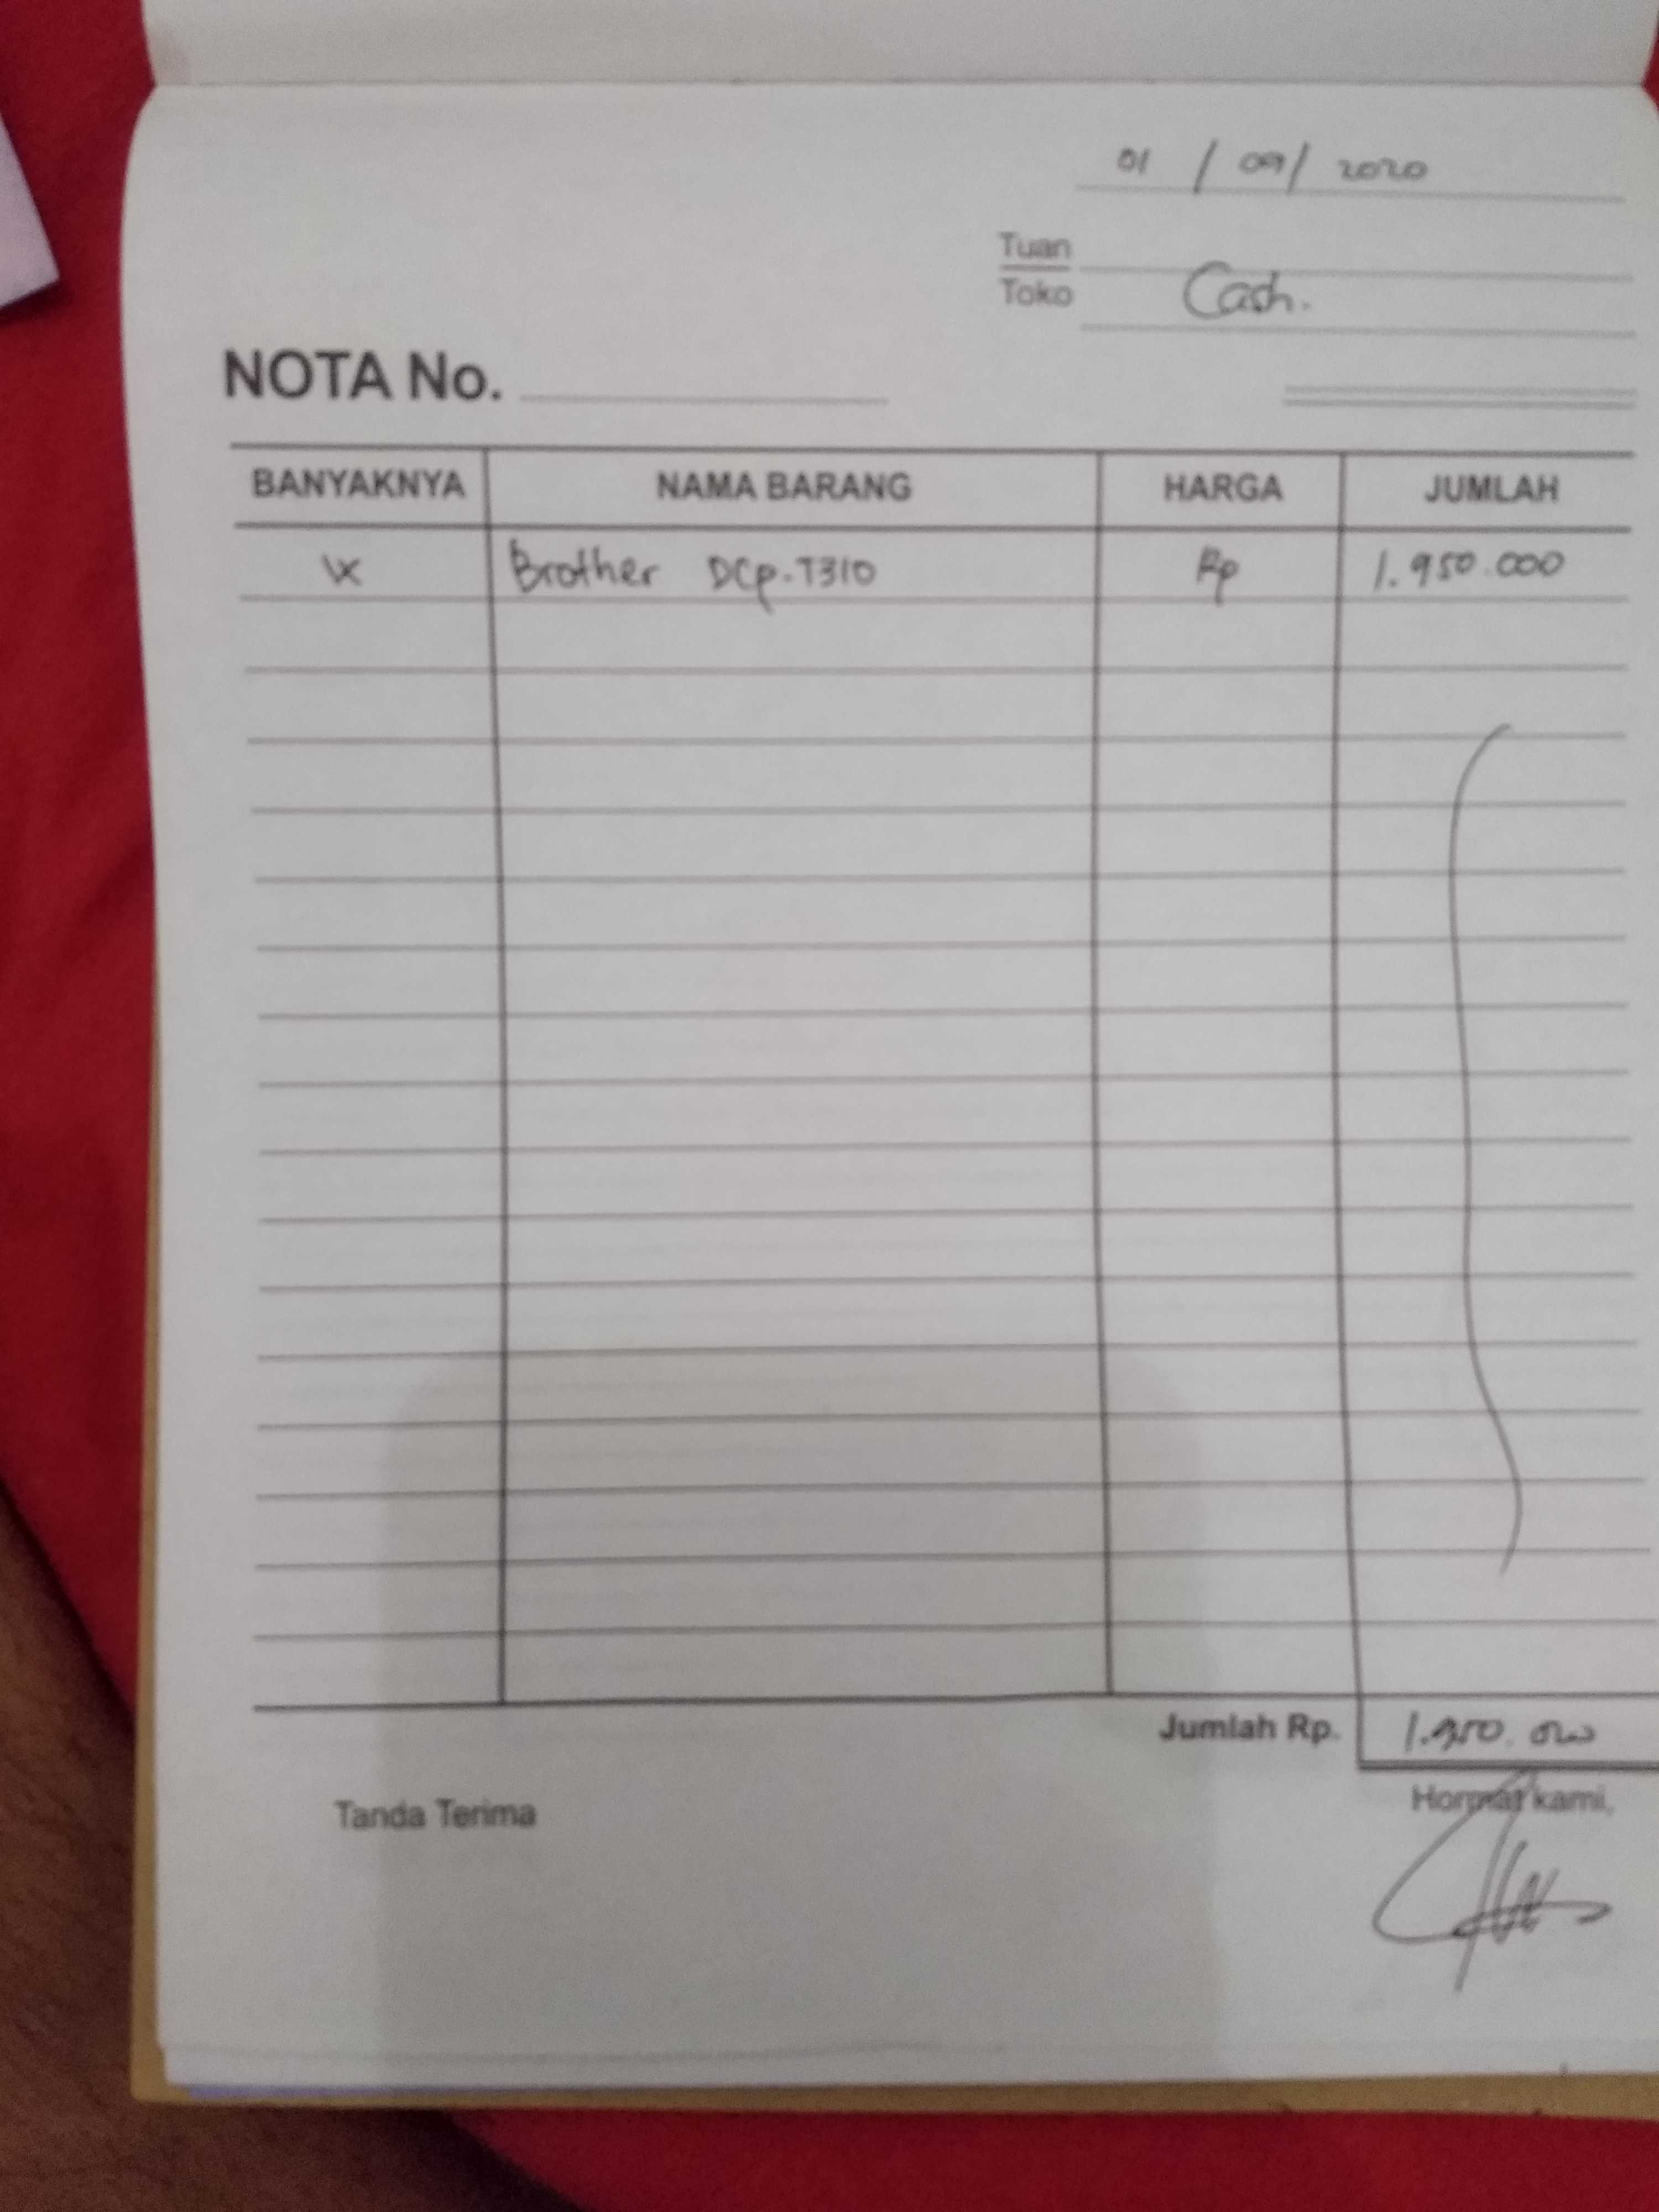 01 / 09 / 2020
Tuan
Toko Cash.
NOTA No.
BANYAKNYA NAMA BARANG HARGA JUMLAH
1x Brother DCp-T310 Rp 1.950.000
Jumlah Rp. 1.950.000
Tanda Terima Hormat kami,